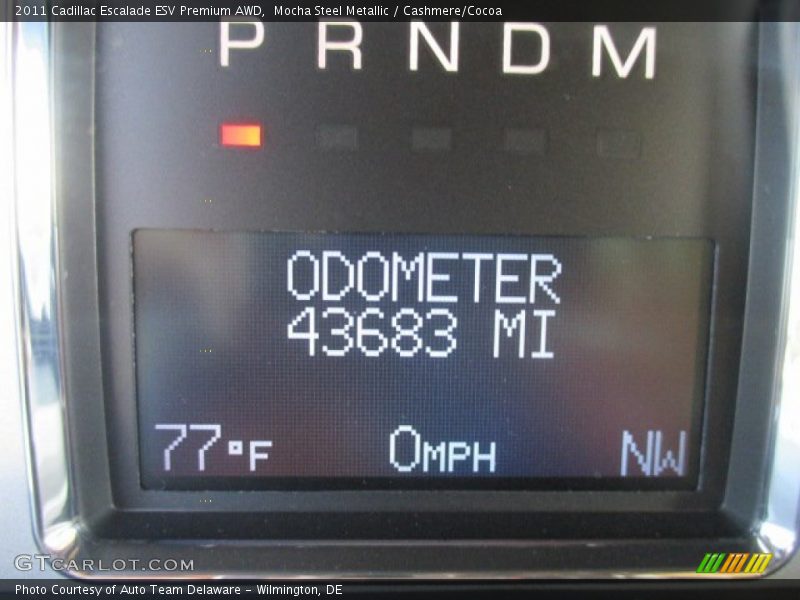 2011 Cadillac Escalade ESV Premium AWD, Mocha Steel Metallic / Cashmere/Cocoa
P R N D M
ODOMETER
43683 MI
77°F 0MPH NW
GTCARLOT.COM
Photo Courtesy of Auto Team Delaware - Wilmington, DE